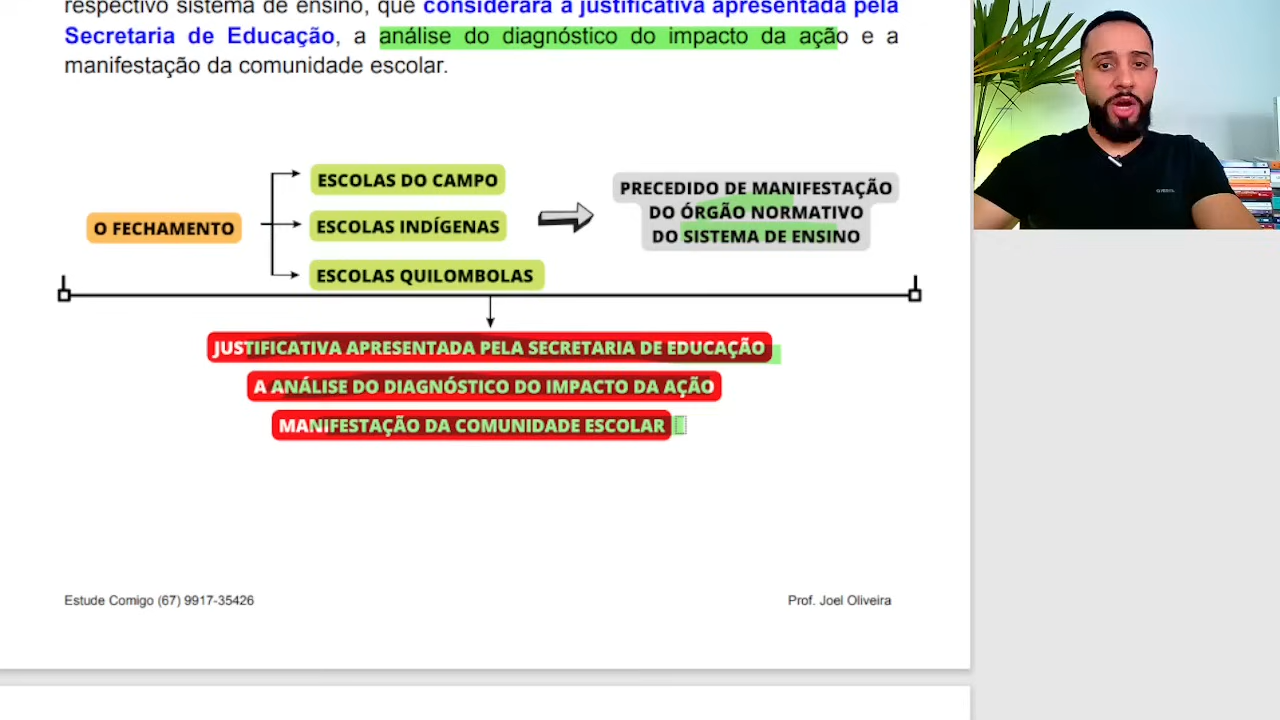 respectivo sistema de ensino, que considerará a justificativa apresentada pela
Secretaria de Educação, a análise do diagnóstico do impacto da ação e a
manifestação da comunidade escolar.
O FECHAMENTO
ESCOLAS DO CAMPO
ESCOLAS INDÍGENAS
ESCOLAS QUILOMBOLAS
PRECEDIDO DE MANIFESTAÇÃO
DO ÓRGÃO NORMATIVO
DO SISTEMA DE ENSINO
JUSTIFICATIVA APRESENTADA PELA SECRETARIA DE EDUCAÇÃO
A ANÁLISE DO DIAGNÓSTICO DO IMPACTO DA AÇÃO
MANIFESTAÇÃO DA COMUNIDADE ESCOLAR
Estude Comigo (67) 9917-35426
Prof. Joel Oliveira